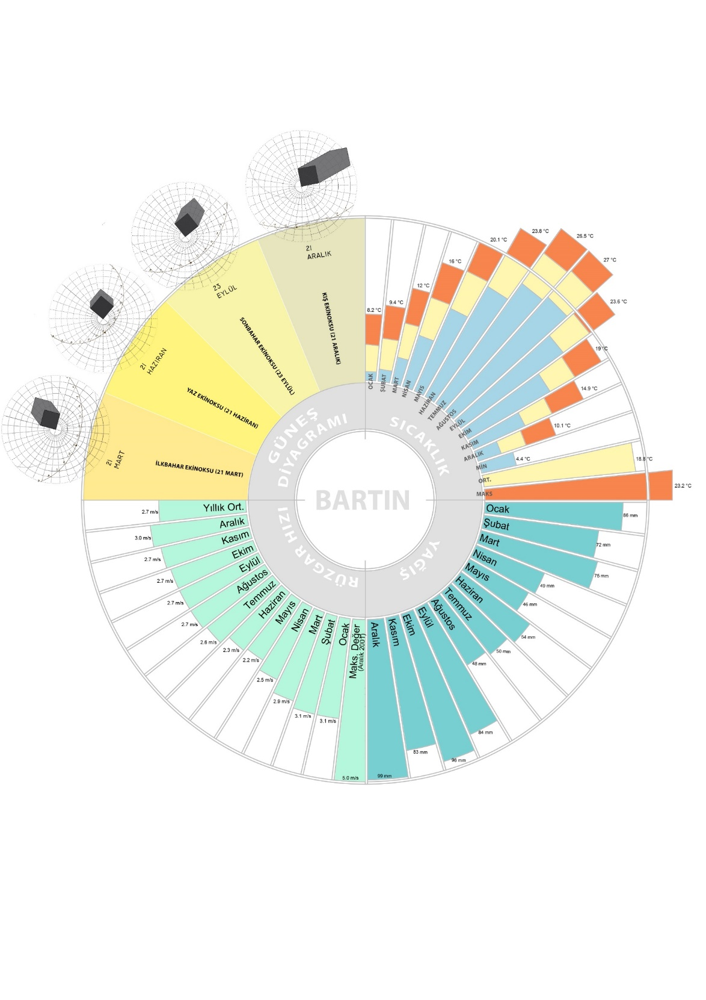 21
ARALIK
KIŞ EKİNOKSU (21 ARALIK)
23
EYLÜL
SONBAHAR EKİNOKSU (23 EYLÜL)
21
HAZİRAN
YAZ EKİNOKSU (21 HAZİRAN)
21
MART
İLKBAHAR EKİNOKSU (21 MART)
GÜNEŞ
DİYAGRAMI
SICAKLIK
8.2 °C
9.4 °C
12 °C
16 °C
20.1 °C
23.8 °C
26.5 °C
27 °C
23.6 °C
19 °C
14.9 °C
10.1 °C
4.4 °C
18.8 °C
23.2 °C
OCAK
ŞUBAT
MART
NİSAN
MAYIS
HAZİRAN
TEMMUZ
AĞUSTOS
EYLÜL
EKİM
KASIM
ARALIK
MİN
ORT.
MAKS
BARTIN
YAĞIŞ
Ocak
86 mm
Şubat
72 mm
Mart
75 mm
Nisan
49 mm
Mayıs
46 mm
Haziran
54 mm
Temmuz
50 mm
Ağustos
48 mm
Eylül
84 mm
Ekim
96 mm
Kasım
83 mm
Aralık
99 mm
RÜZGAR HIZI
Maks. Değer
(Aralık 2001)
5.0 m/s
Ocak
3.1 m/s
Şubat
3.1 m/s
Mart
2.9 m/s
Nisan
2.5 m/s
Mayıs
2.2 m/s
Haziran
2.3 m/s
Temmuz
2.6 m/s
Ağustos
2.7 m/s
Eylül
2.7 m/s
Ekim
2.7 m/s
Kasım
2.7 m/s
Aralık
3.0 m/s
Yıllık Ort.
2.7 m/s